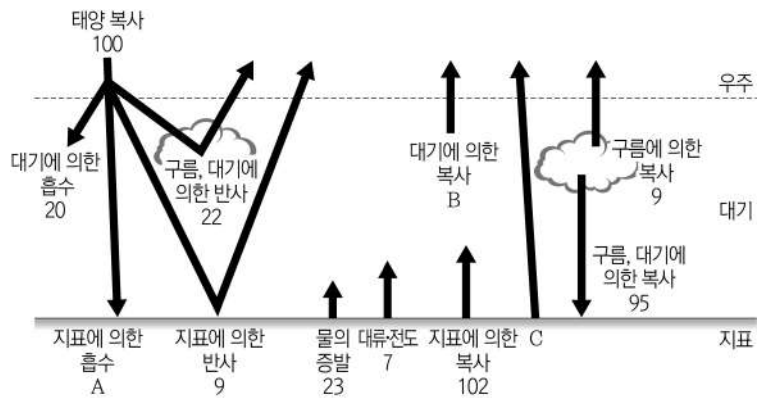 태양 복사
100
대기에 의한
흡수
20
구름, 대기에
의한 반사
22
대기에 의한
복사
B
구름에 의한
복사
9
우주
대기
구름, 대기에
의한 복사
95
지표에 의한
흡수
A
지표에 의한
반사
9
물의
증발
23
대류·전도
7
지표에 의한
복사
102
C
지표